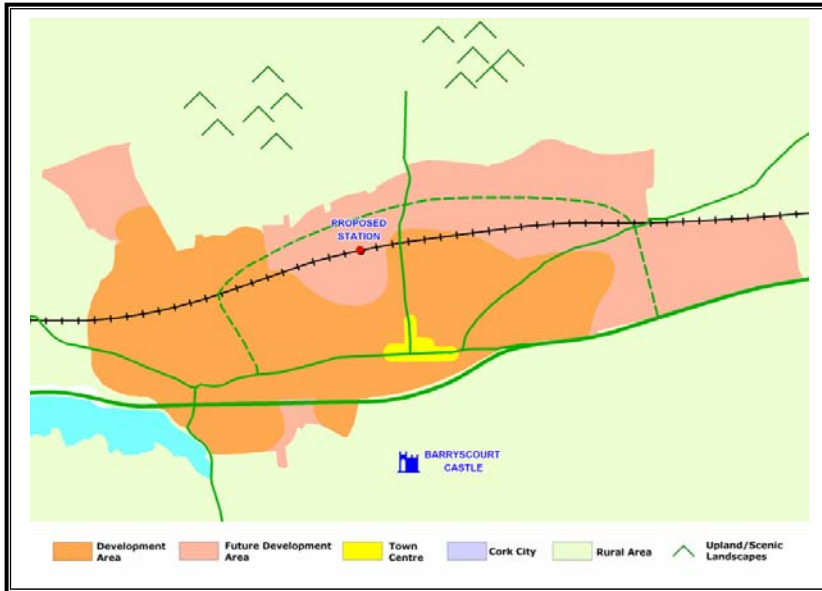 PROPOSED
STATION
BARRYSCOURT
CASTLE
Development
Area
Future Development
Area
Town
Centre
Cork City
Rural Area
Upland/Scenic
Landscapes